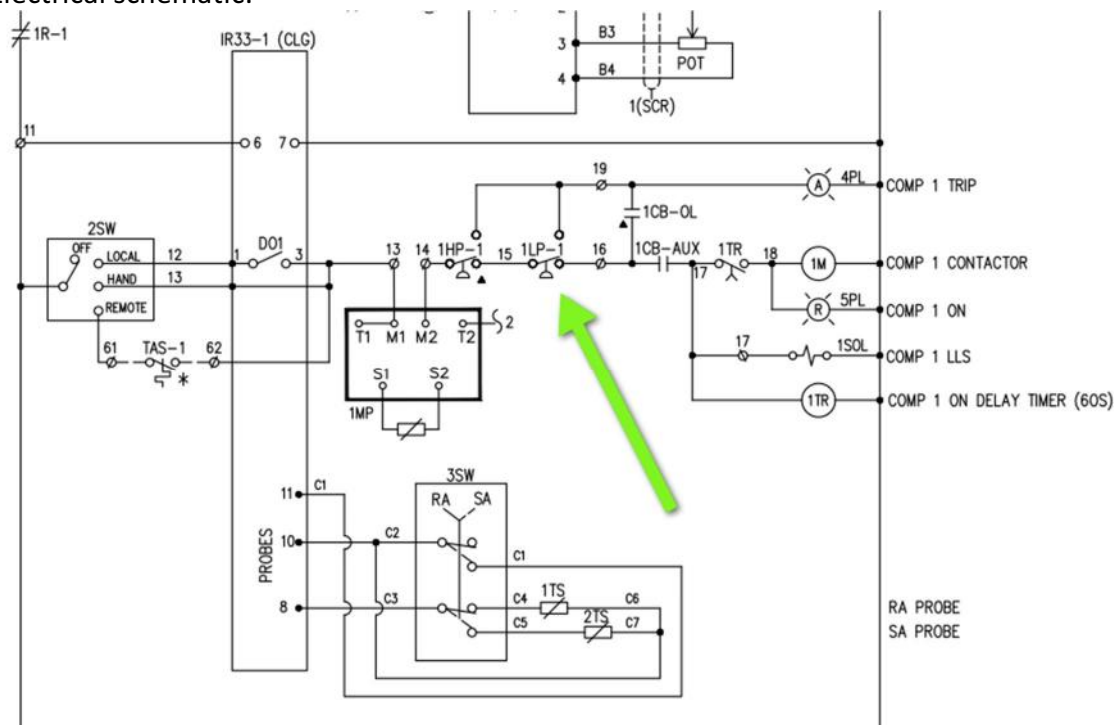 electrical schematic.
1R-1
IR33-1 (CLG)
3
B3
POT
4
B4
1(SCR)
11
6 7
19
4PL
A
COMP 1 TRIP
1CB-OL
2SW
OFF
LOCAL
12
1
DO1
3
13
14
1HP-1
15
1LP-1
16
1CB-AUX
17
1TR
18
1M
COMP 1 CONTACTOR
HAND
13
REMOTE
5PL
R
COMP 1 ON
61
TAS-1
62
*
T1 M1 M2 T2
2
17
1SOL
COMP 1 LLS
S1 S2
1MP
1TR
COMP 1 ON DELAY TIMER (60S)
3SW
11
C1
RA SA
PROBES
10
C2
C1
8
C3
C4
1TS
C6
C5
2TS
C7
RA PROBE
SA PROBE